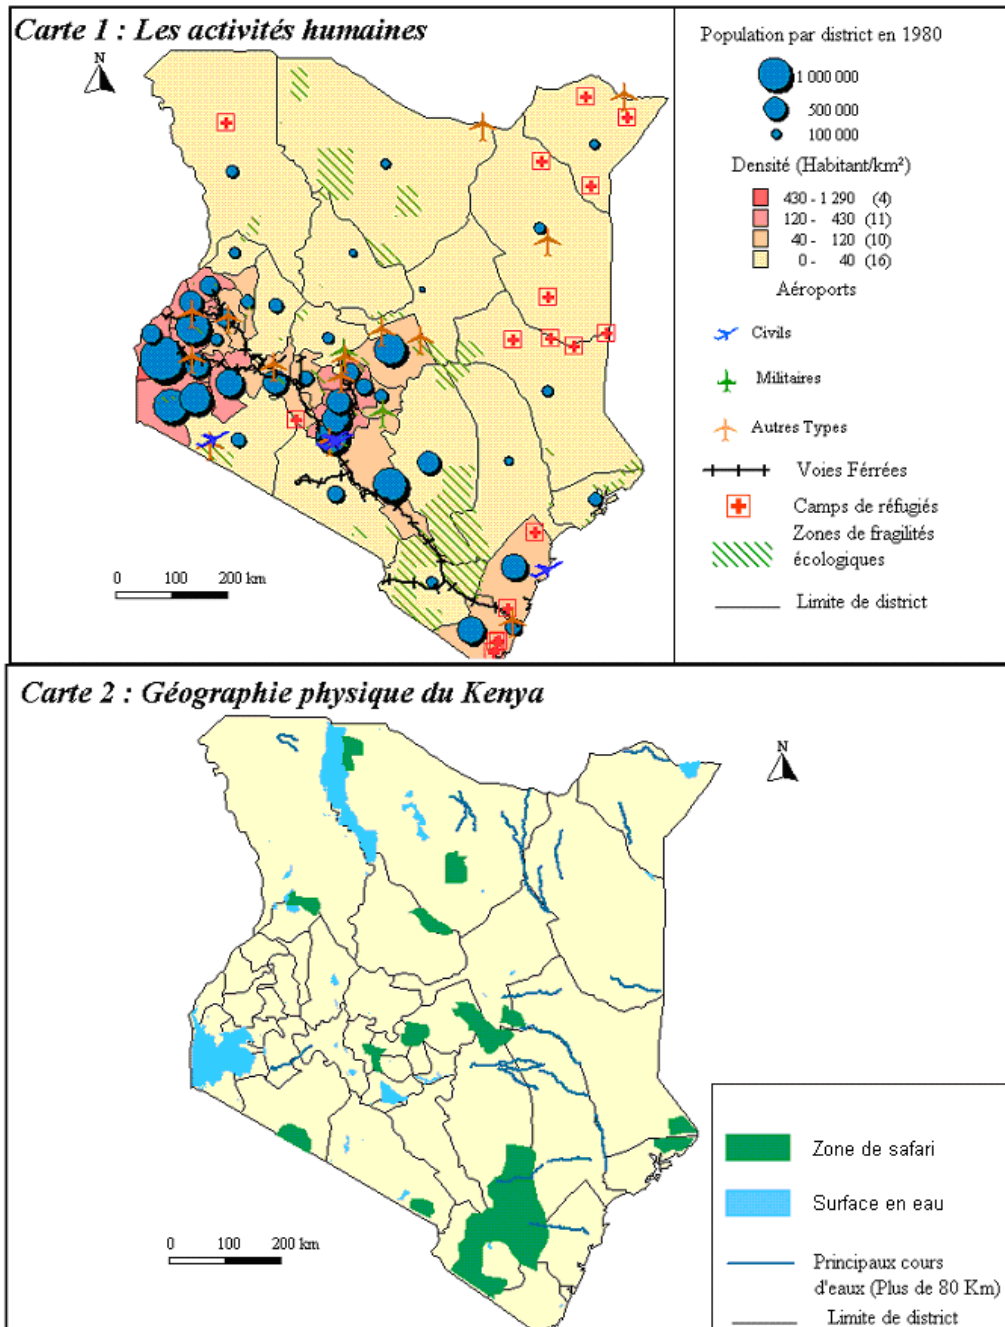 Carte 1 : Les activités humaines
N
0 100 200 km
Population par district en 1980
1 000 000
500 000
100 000
Densité (Habitant/km²)
430 - 1 290 (4)
120 - 430 (11)
40 - 120 (10)
0 - 40 (16)
Aéroports
Civils
Militaires
Autres Types
Voies Férrées
Camps de réfugiés
Zones de fragilités
écologiques
Limite de district
Carte 2 : Géographie physique du Kenya
N
0 100 200 km
Zone de safari
Surface en eau
Principaux cours
d'eaux (Plus de 80 Km)
Limite de district